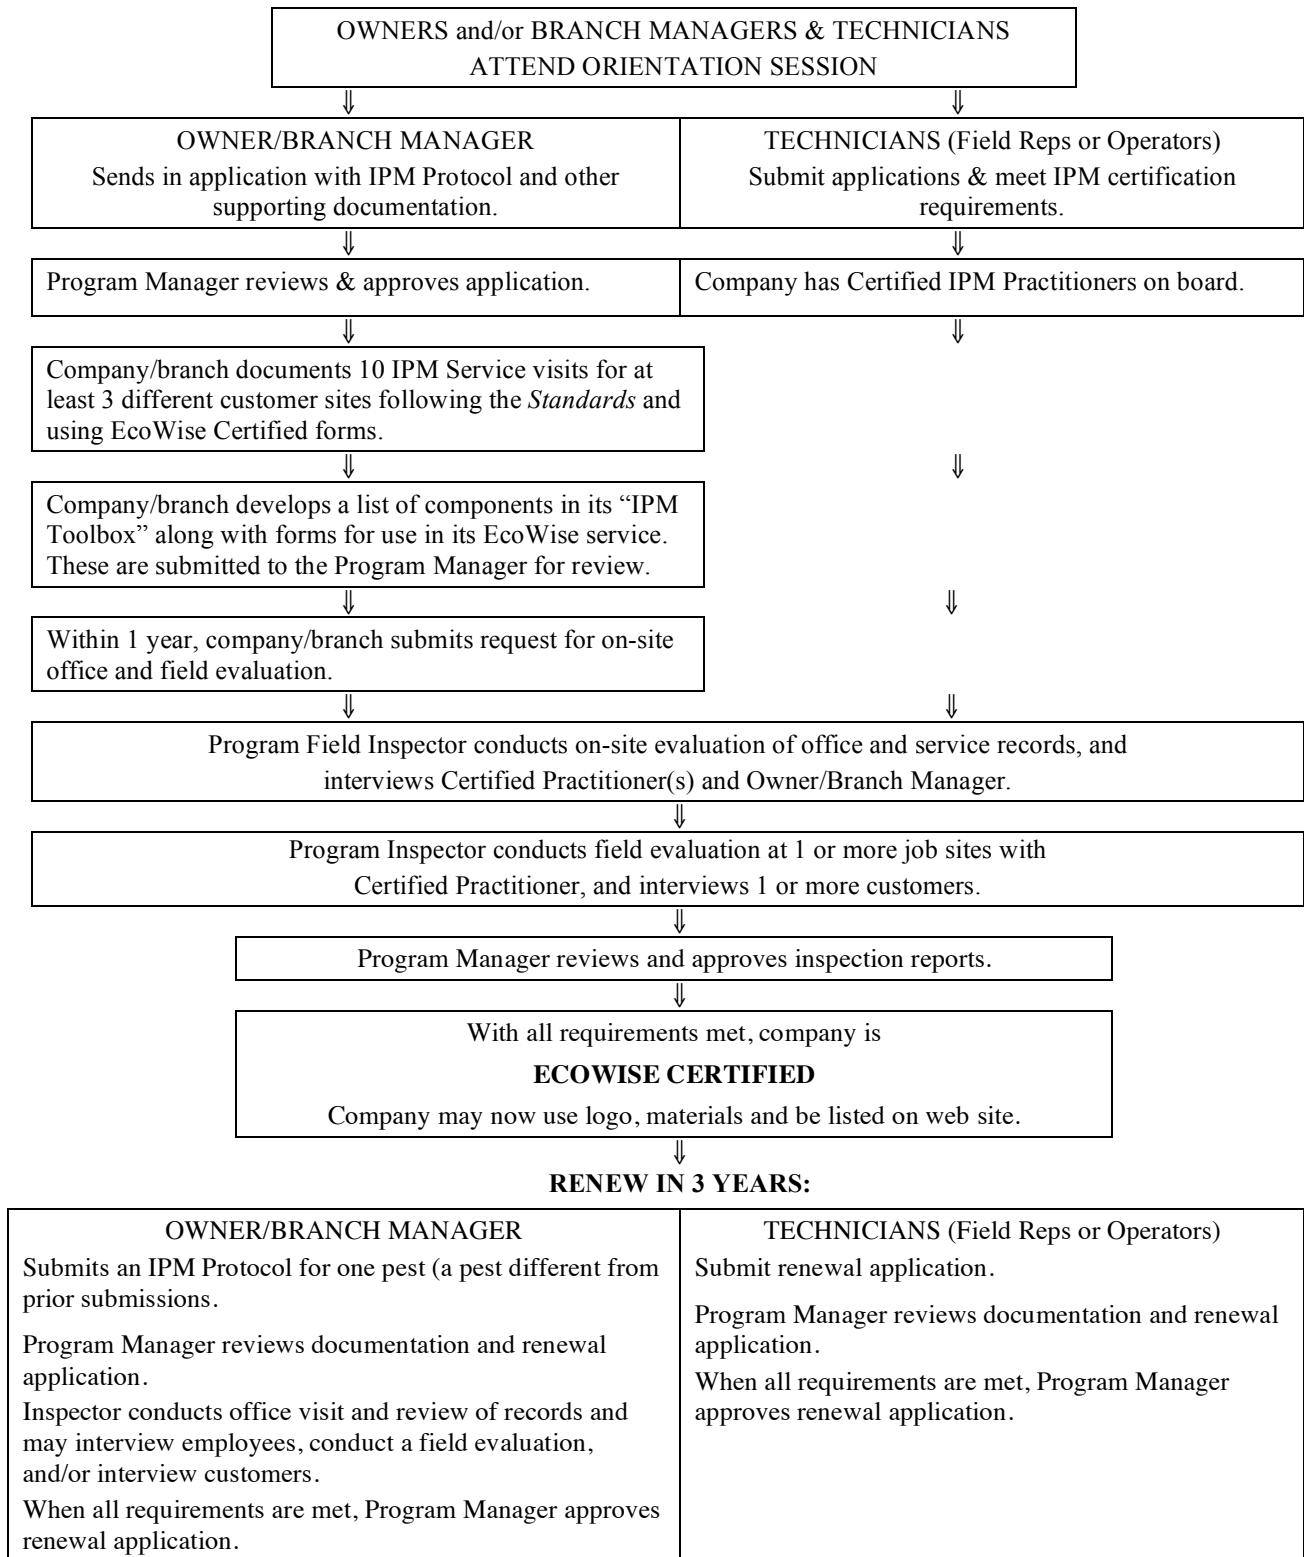 OWNERS and/or BRANCH MANAGERS & TECHNICIANS
ATTEND ORIENTATION SESSION
⇓ ⇓
OWNER/BRANCH MANAGER
Sends in application with IPM Protocol and other
supporting documentation.
TECHNICIANS (Field Reps or Operators)
Submit applications & meet IPM certification
requirements.
⇓ ⇓
Program Manager reviews & approves application.
Company has Certified IPM Practitioners on board.
⇓ ⇓
Company/branch documents 10 IPM Service visits for at
least 3 different customer sites following the Standards and
using EcoWise Certified forms.
⇓ ⇓
Company/branch develops a list of components in its “IPM
Toolbox” along with forms for use in its EcoWise service.
These are submitted to the Program Manager for review.
⇓ ⇓
Within 1 year, company/branch submits request for on-site
office and field evaluation.
⇓ ⇓
Program Field Inspector conducts on-site evaluation of office and service records, and
interviews Certified Practitioner(s) and Owner/Branch Manager.
⇓
Program Inspector conducts field evaluation at 1 or more job sites with
Certified Practitioner, and interviews 1 or more customers.
⇓
Program Manager reviews and approves inspection reports.
⇓
With all requirements met, company is
ECOWISE CERTIFIED
Company may now use logo, materials and be listed on web site.
⇓
RENEW IN 3 YEARS:
OWNER/BRANCH MANAGER
Submits an IPM Protocol for one pest (a pest different from
prior submissions.
Program Manager reviews documentation and renewal
application.
Inspector conducts office visit and review of records and
may interview employees, conduct a field evaluation,
and/or interview customers.
When all requirements are met, Program Manager approves
renewal application.
TECHNICIANS (Field Reps or Operators)
Submit renewal application.
Program Manager reviews documentation and renewal
application.
When all requirements are met, Program Manager
approves renewal application.